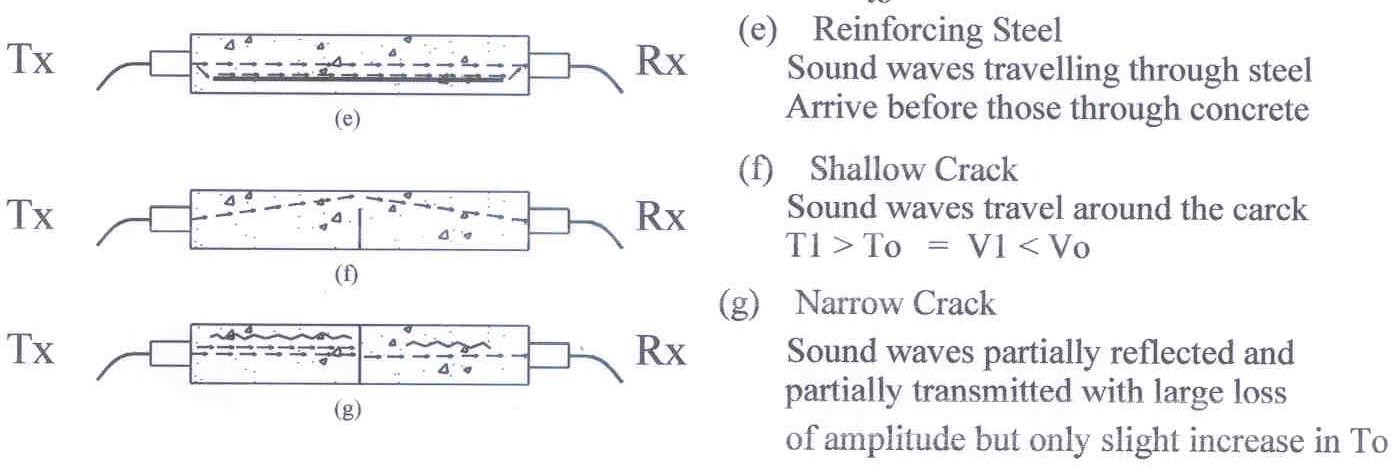 (e) Reinforcing Steel
Tx
Rx
Sound waves travelling through steel
Arrive before those through concrete
(e)
(f) Shallow Crack
Tx
Rx
Sound waves travel around the carck
T1 > To = V1 < Vo
(f)
(g) Narrow Crack
Tx
Rx
Sound waves partially reflected and
partially transmitted with large loss
(g)
of amplitude but only slight increase in To